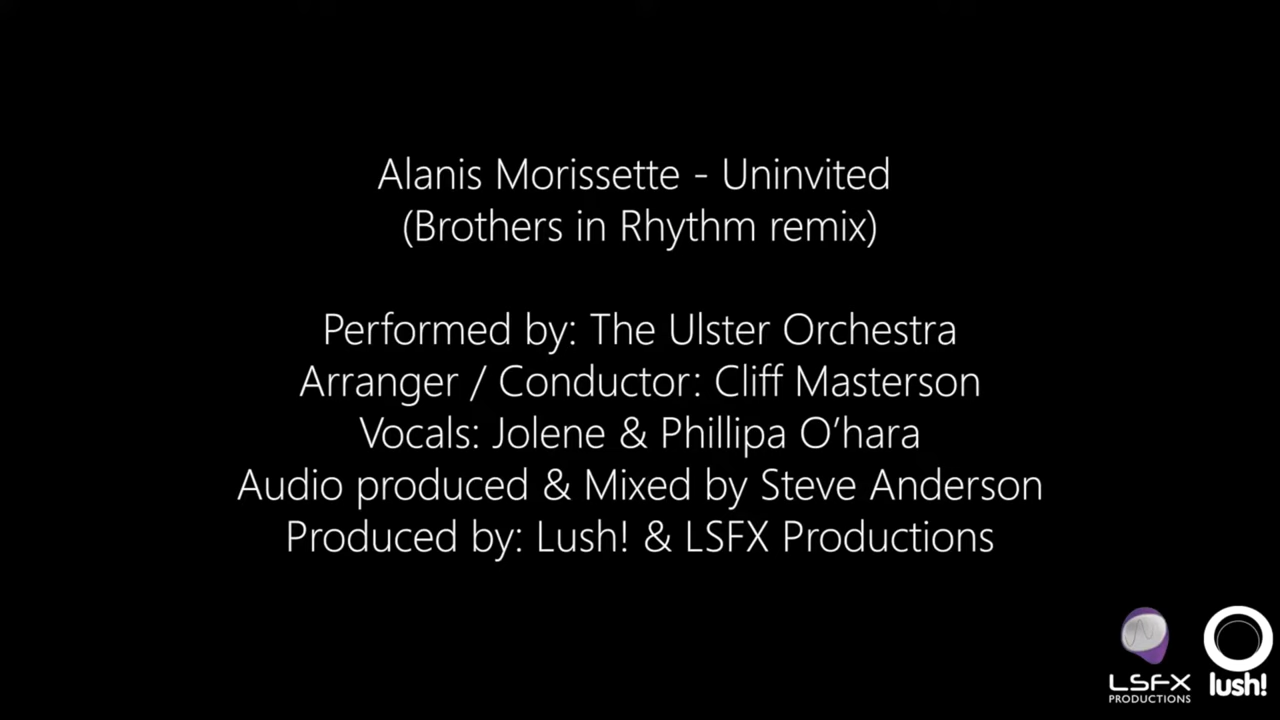 Alanis Morissette - Uninvited
(Brothers in Rhythm remix)
Performed by: The Ulster Orchestra
Arranger / Conductor: Cliff Masterson
Vocals: Jolene & Phillipa O’hara
Audio produced & Mixed by Steve Anderson
Produced by: Lush! & LSFX Productions
LSFX
PRODUCTIONS
lush!